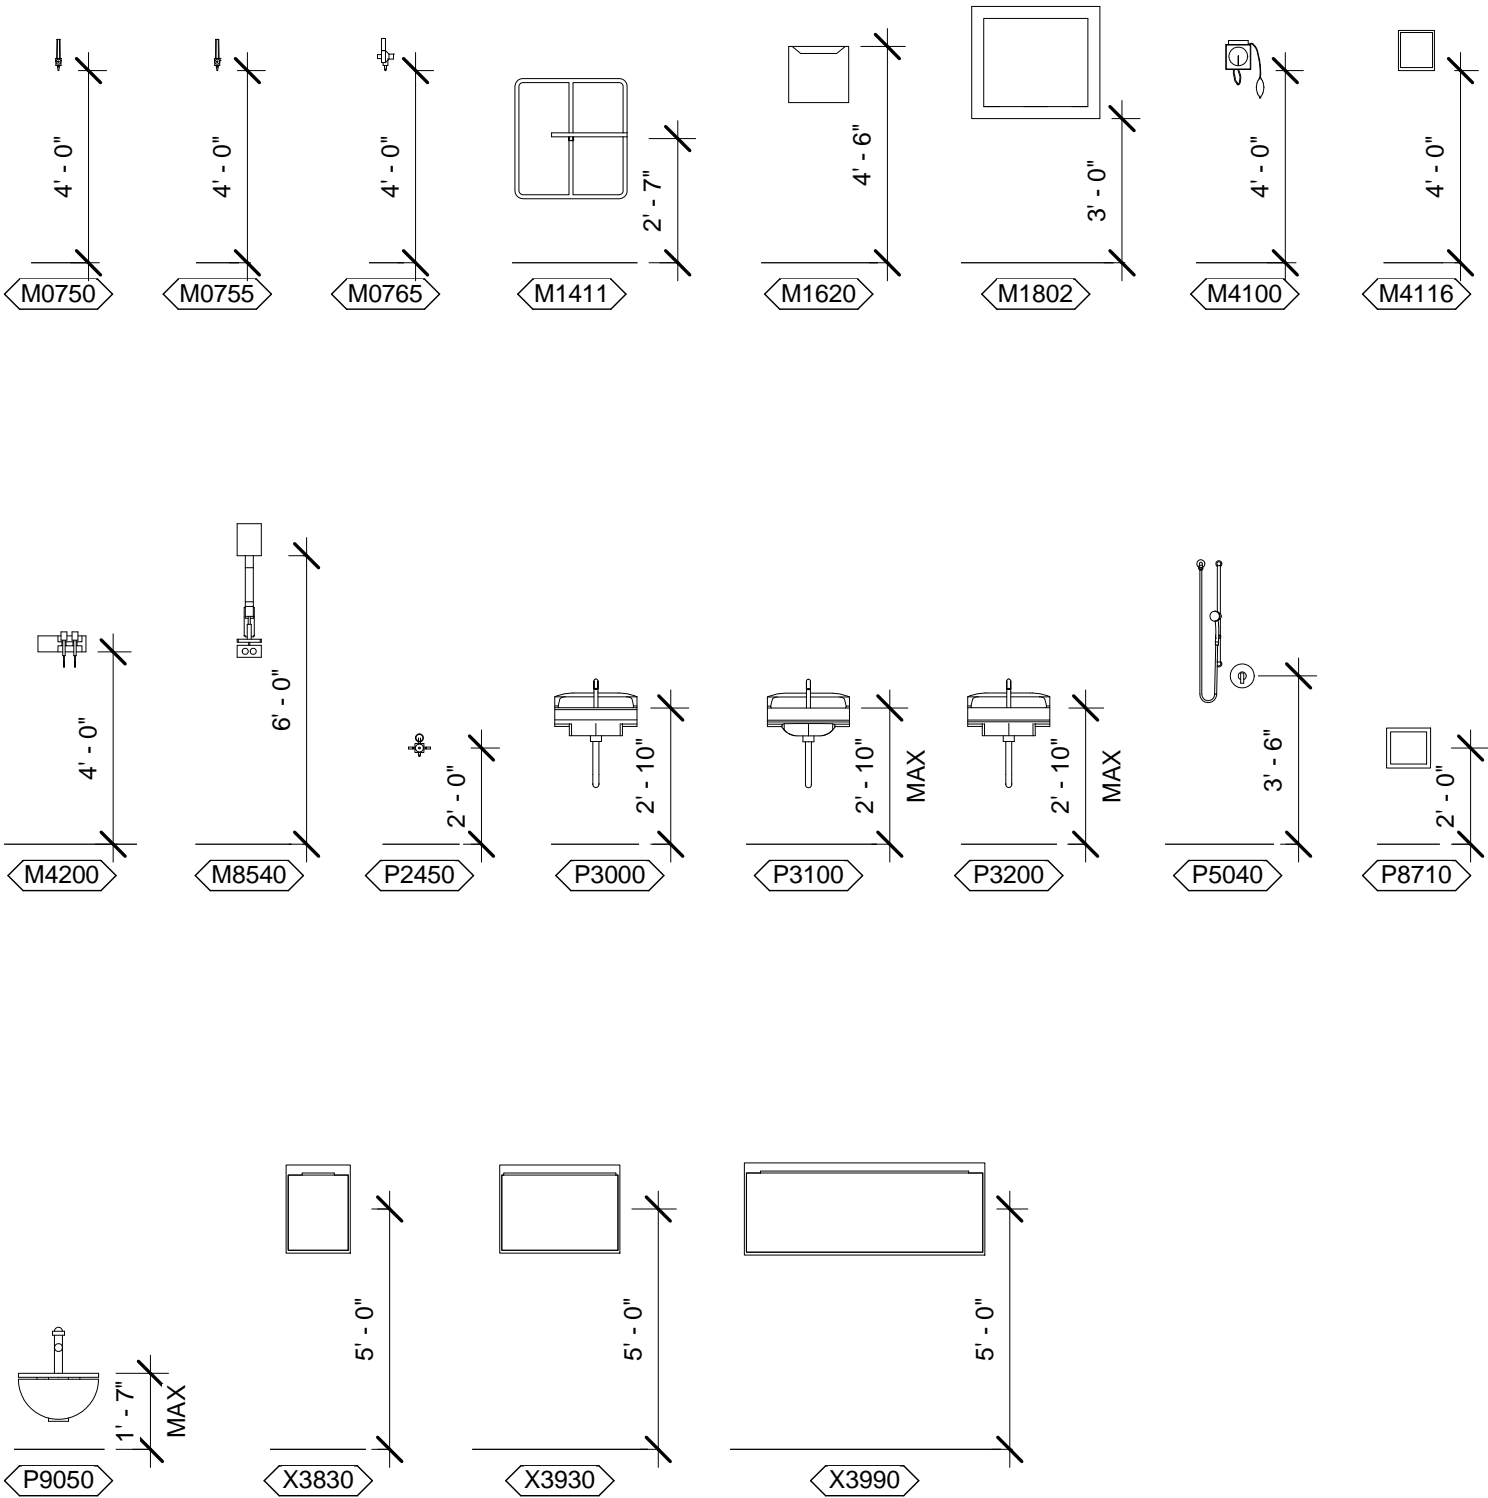 4' - 0"
4' - 0"
4' - 0"
2' - 7"
4' - 6"
3' - 0"
4' - 0"
4' - 0"
M0750
M0755
M0765
M1411
M1620
M1802
M4100
M4116
4' - 0"
6' - 0"
2' - 0"
2' - 10"
2' - 10"
MAX
2' - 10"
MAX
3' - 6"
2' - 0"
M4200
M8540
P2450
P3000
P3100
P3200
P5040
P8710
1' - 7"
MAX
5' - 0"
5' - 0"
5' - 0"
P9050
X3830
X3930
X3990